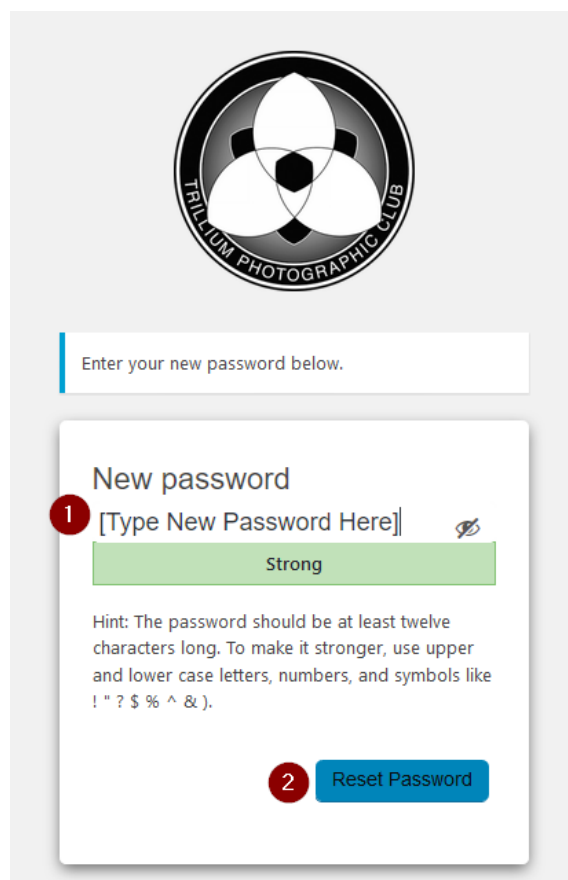 TRILLIUM PHOTOGRAPHIC CLUB
Enter your new password below.
New password
1
[Type New Password Here]
Strong
Hint: The password should be at least twelve
characters long. To make it stronger, use upper
and lower case letters, numbers, and symbols like
! " ? $ % ^ & ).
2
Reset Password